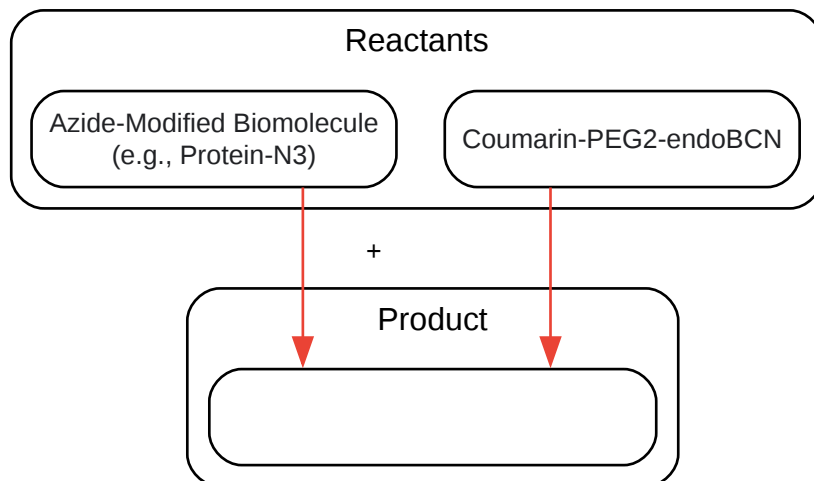 Reactants
Azide-Modified Biomolecule
(e.g., Protein-N3)
Coumarin-PEG2-endoBCN
+
Product